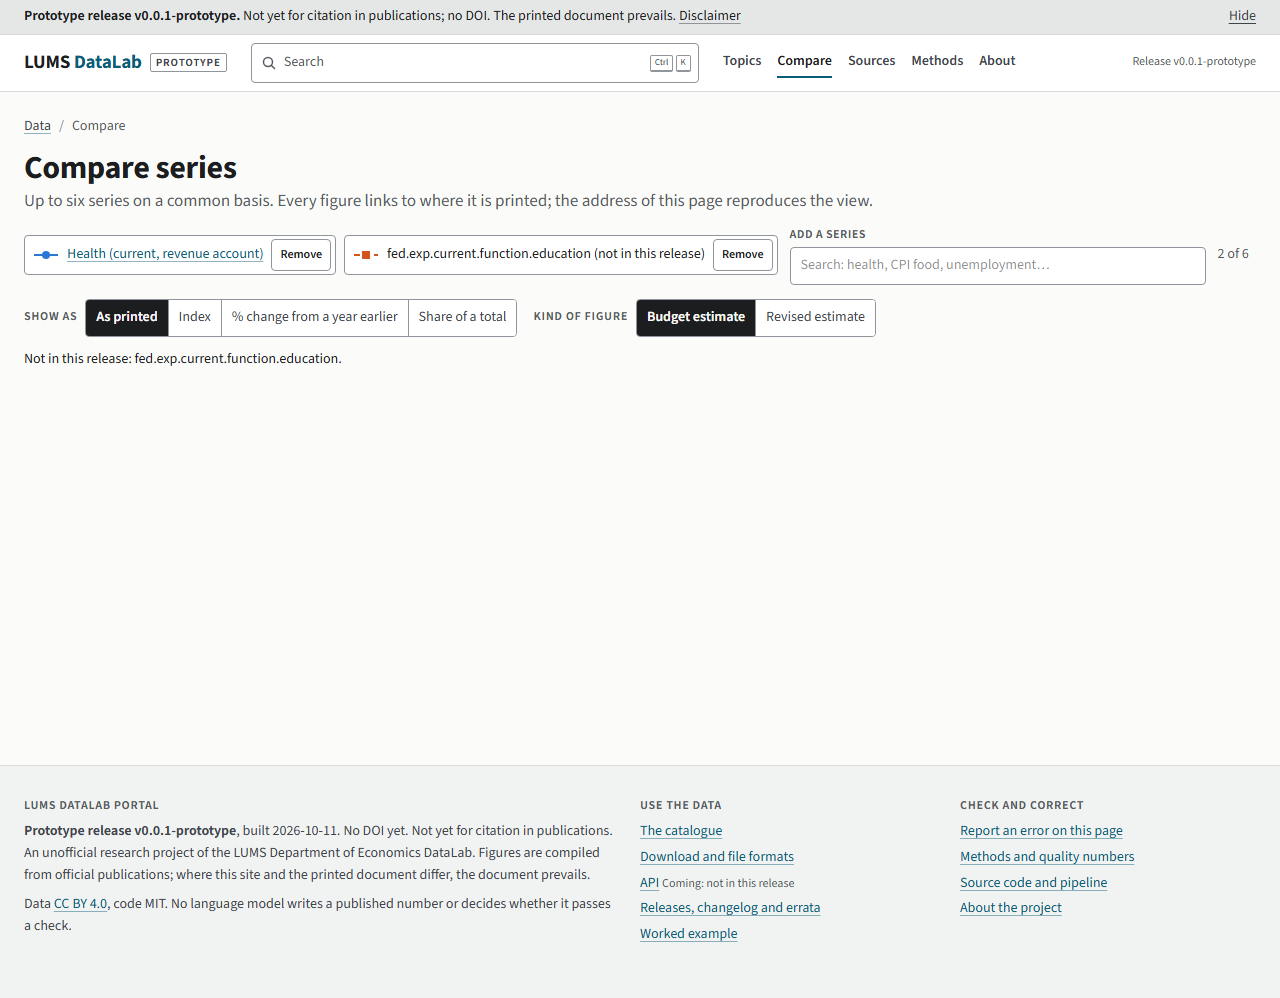 Prototype release v0.0.1-prototype. Not yet for citation in publications; no DOI. The printed document prevails. Disclaimer
Hide
LUMS DataLab PROTOTYPE
Search
Ctrl K
Topics Compare Sources Methods About
Release v0.0.1-prototype
Data / Compare
Compare series
Up to six series on a common basis. Every figure links to where it is printed; the address of this page reproduces the view.
Health (current, revenue account) Remove
fed.exp.current.function.education (not in this release) Remove
ADD A SERIES
Search: health, CPI food, unemployment…
2 of 6
SHOW AS As printed Index % change from a year earlier Share of a total
KIND OF FIGURE Budget estimate Revised estimate
Not in this release: fed.exp.current.function.education.
LUMS DATALAB PORTAL
Prototype release v0.0.1-prototype, built 2026-10-11. No DOI yet. Not yet for citation in publications.
An unofficial research project of the LUMS Department of Economics DataLab. Figures are compiled
from official publications; where this site and the printed document differ, the document prevails.
Data CC BY 4.0, code MIT. No language model writes a published number or decides whether it passes
a check.
USE THE DATA
The catalogue
Download and file formats
API Coming: not in this release
Releases, changelog and errata
Worked example
CHECK AND CORRECT
Report an error on this page
Methods and quality numbers
Source code and pipeline
About the project